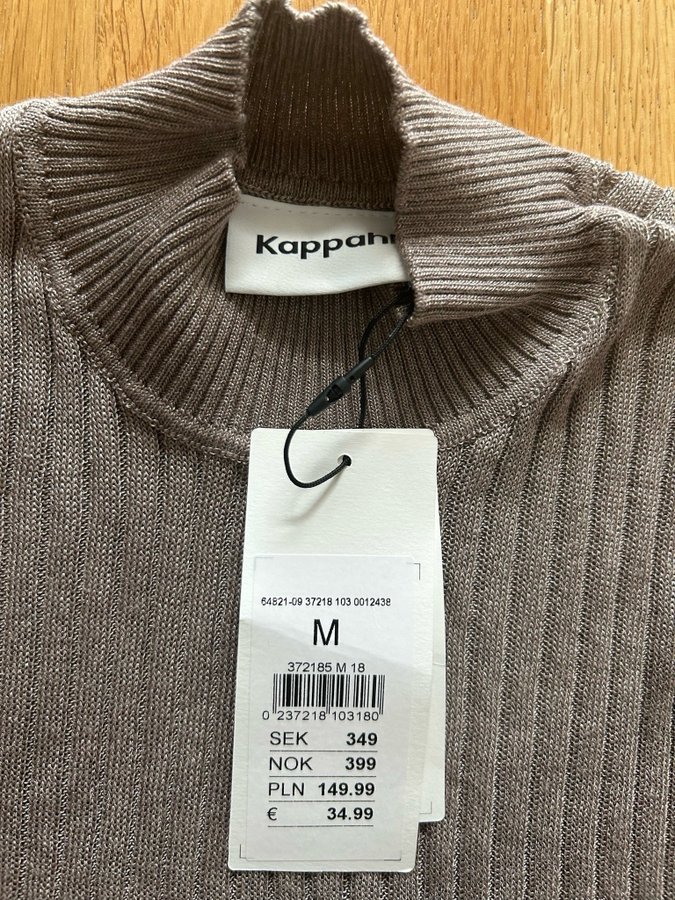 Kappahl
64821-09 37218 103 0012438
M
372185 M 18
0 237218 103180
SEK 349
NOK 399
PLN 149.99
€ 34.99